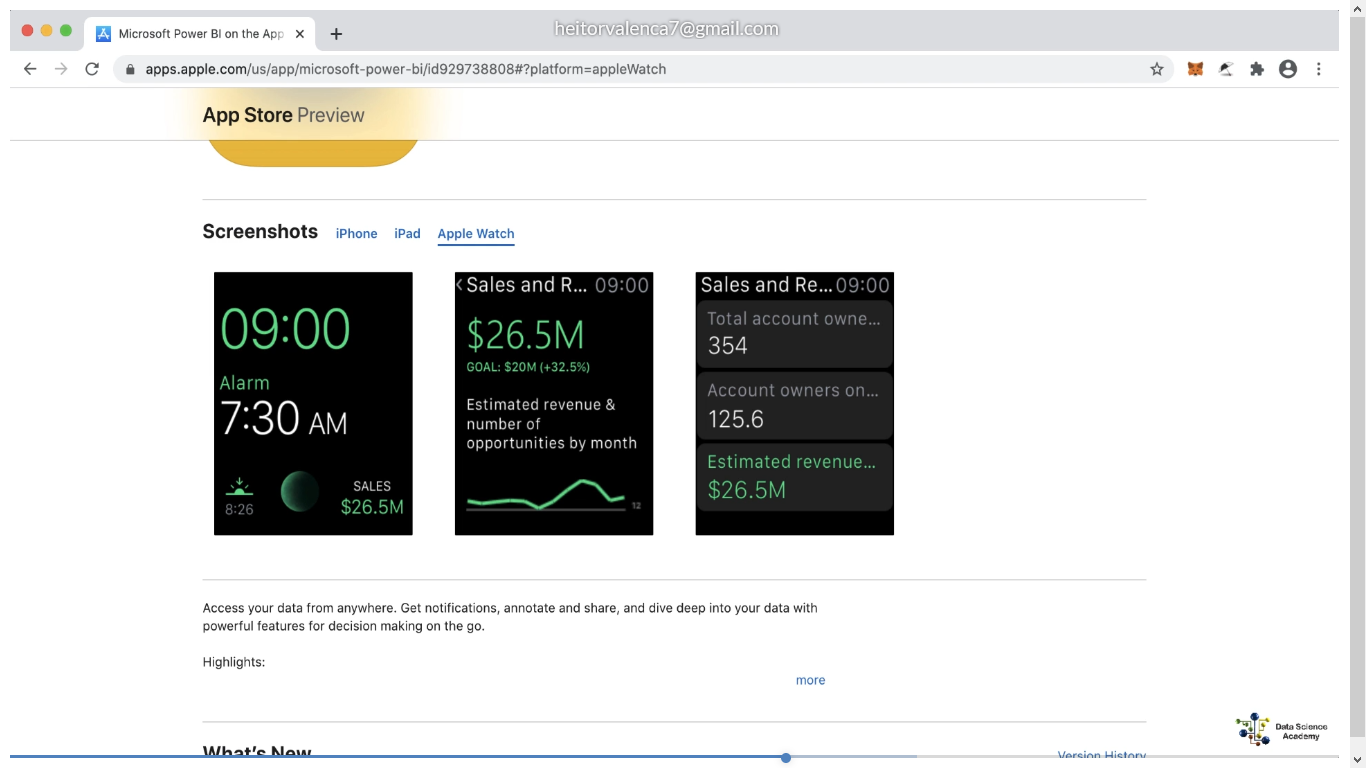 Microsoft Power BI on the App
heitorvalenca7@gmail.com
apps.apple.com/us/app/microsoft-power-bi/id929738808#?platform=appleWatch
App Store Preview
Screenshots iPhone iPad Apple Watch
09:00
Alarm
7:30 AM
8:26
SALES
$26.5M
Sales and R... 09:00
$26.5M
GOAL: $20M (+32.5%)
Estimated revenue &
number of
opportunities by month
12
Sales and Re... 09:00
Total account owne...
354
Account owners on...
125.6
Estimated revenue...
$26.5M
Access your data from anywhere. Get notifications, annotate and share, and dive deep into your data with
powerful features for decision making on the go.
Highlights:
more
Data Science
Academy
What's New
Version History